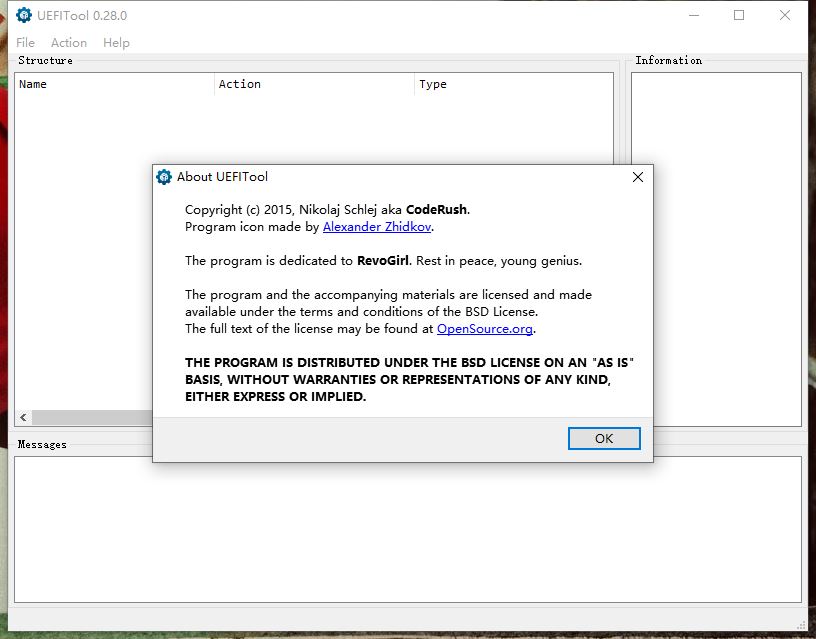 UEFITool 0.28.0
File Action Help
Structure
Information
Name Action Type
About UEFITool
Copyright (c) 2015, Nikolaj Schlej aka CodeRush.
Program icon made by Alexander Zhidkov.
The program is dedicated to RevoGirl. Rest in peace, young genius.
The program and the accompanying materials are licensed and made
available under the terms and conditions of the BSD License.
The full text of the license may be found at OpenSource.org.
THE PROGRAM IS DISTRIBUTED UNDER THE BSD LICENSE ON AN "AS IS"
BASIS, WITHOUT WARRANTIES OR REPRESENTATIONS OF ANY KIND,
EITHER EXPRESS OR IMPLIED.
OK
Messages